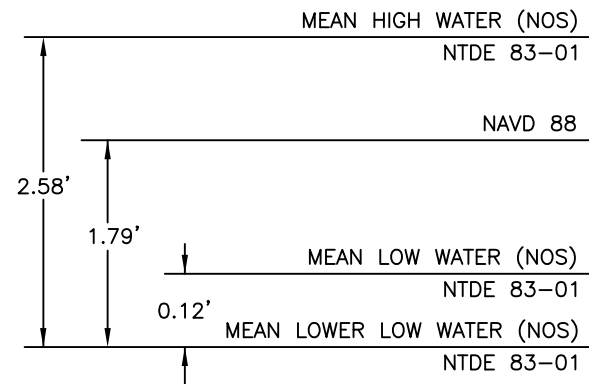 MEAN HIGH WATER (NOS)
NTDE 83-01
NAVD 88
2.58'
1.79'
MEAN LOW WATER (NOS)
NTDE 83-01
0.12'
MEAN LOWER LOW WATER (NOS)
NTDE 83-01